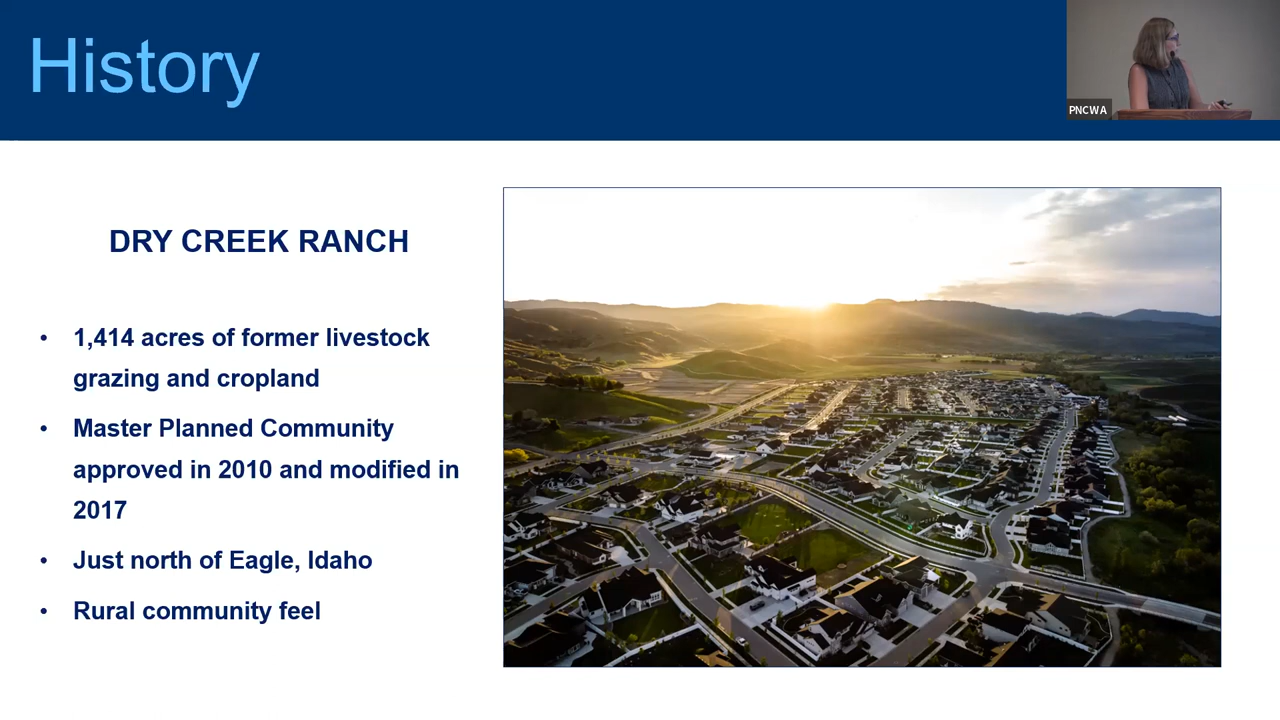 History
PNCWA
DRY CREEK RANCH
• 1,414 acres of former livestock
grazing and cropland
• Master Planned Community
approved in 2010 and modified in
2017
• Just north of Eagle, Idaho
• Rural community feel